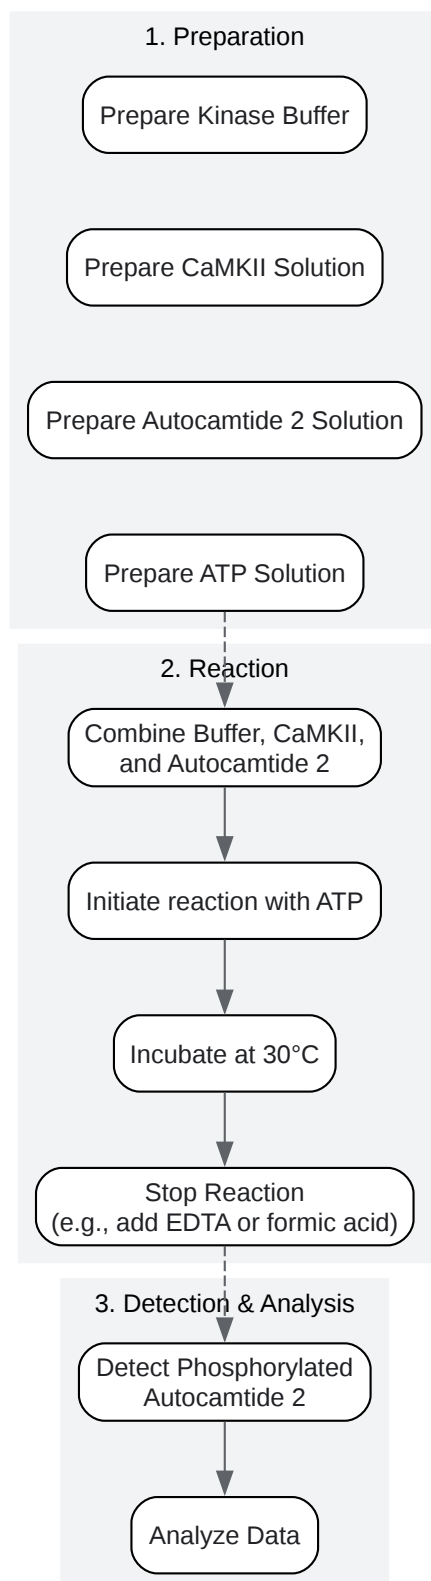 1. Preparation
Prepare Kinase Buffer
Prepare CaMKII Solution
Prepare Autocamtide 2 Solution
Prepare ATP Solution
2. Reaction
Combine Buffer, CaMKII,
and Autocamtide 2
Initiate reaction with ATP
Incubate at 30°C
Stop Reaction
(e.g., add EDTA or formic acid)
3. Detection & Analysis
Detect Phosphorylated
Autocamtide 2
Analyze Data